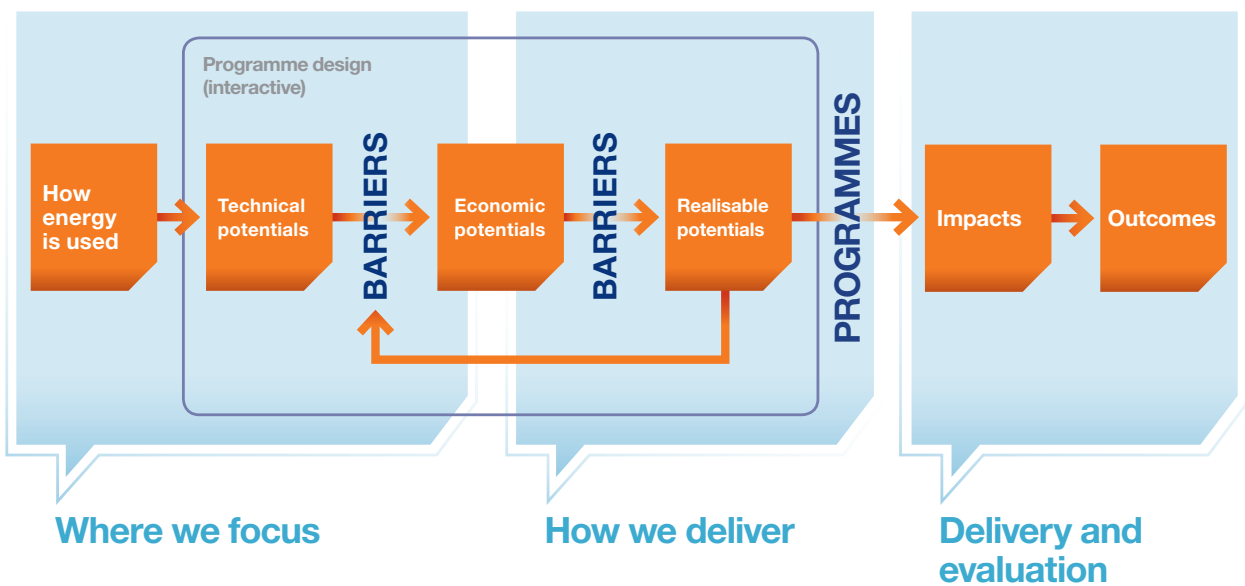 Programme design
(interactive)
How
energy
is used
Technical
potentials
BARRIERS
Economic
potentials
BARRIERS
Realisable
potentials
PROGRAMMES
Impacts
Outcomes
Where we focus
How we deliver
Delivery and
evaluation